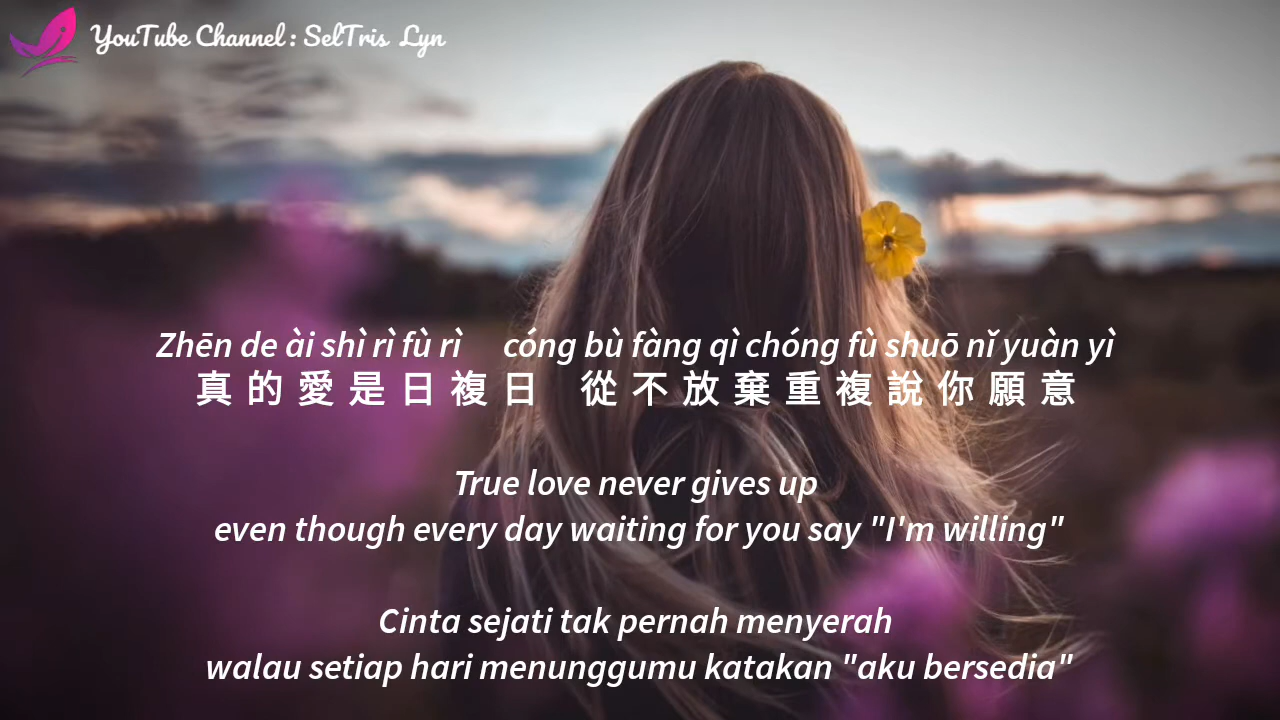 YouTube Channel : SelTris Lyn
Zhēn de ài shì rì fù rì cóng bù fàng qì chóng fù shuō nǐ yuàn yì
真的愛是日複日 從不放棄重複說你願意
True love never gives up
even though every day waiting for you say "I'm willing"
Cinta sejati tak pernah menyerah
walau setiap hari menunggumu katakan "aku bersedia"